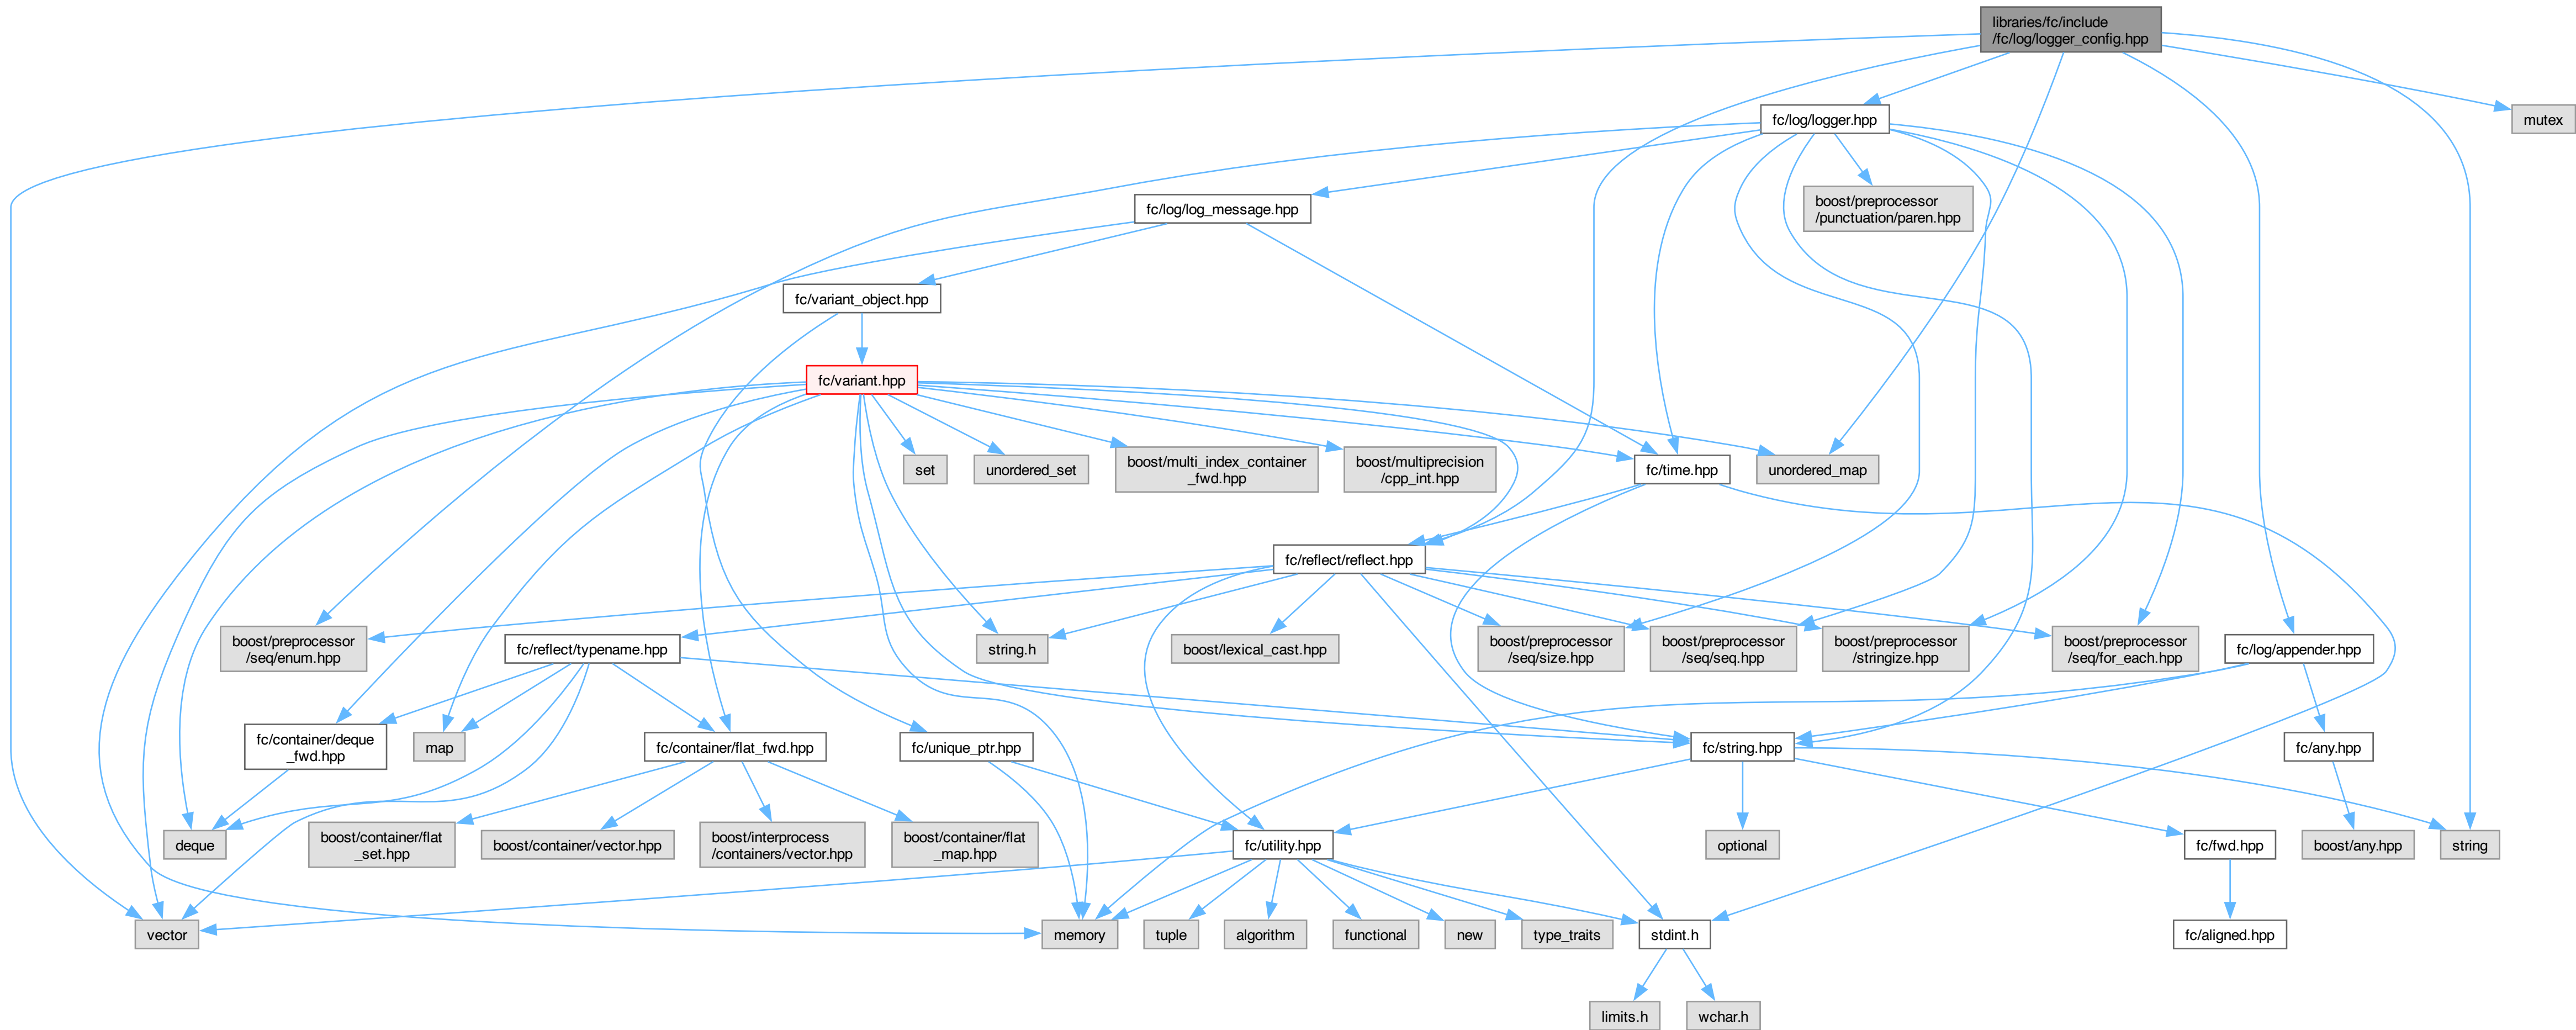 libraries/fc/include
/fc/log/logger_config.hpp
fc/log/logger.hpp
mutex
fc/log/log_message.hpp
boost/preprocessor
/punctuation/paren.hpp
fc/variant_object.hpp
fc/variant.hpp
set
unordered_set
boost/multi_index_container
_fwd.hpp
boost/multiprecision
/cpp_int.hpp
fc/time.hpp
unordered_map
fc/reflect/reflect.hpp
boost/preprocessor
/seq/enum.hpp
fc/reflect/typename.hpp
string.h
boost/lexical_cast.hpp
boost/preprocessor
/seq/size.hpp
boost/preprocessor
/seq/seq.hpp
boost/preprocessor
/stringize.hpp
boost/preprocessor
/seq/for_each.hpp
fc/log/appender.hpp
fc/container/deque
_fwd.hpp
map
fc/container/flat_fwd.hpp
fc/unique_ptr.hpp
fc/string.hpp
fc/any.hpp
deque
boost/container/flat
_set.hpp
boost/container/vector.hpp
boost/interprocess
/containers/vector.hpp
boost/container/flat
_map.hpp
fc/utility.hpp
optional
fc/fwd.hpp
boost/any.hpp
string
vector
memory
tuple
algorithm
functional
new
type_traits
stdint.h
fc/aligned.hpp
limits.h
wchar.h